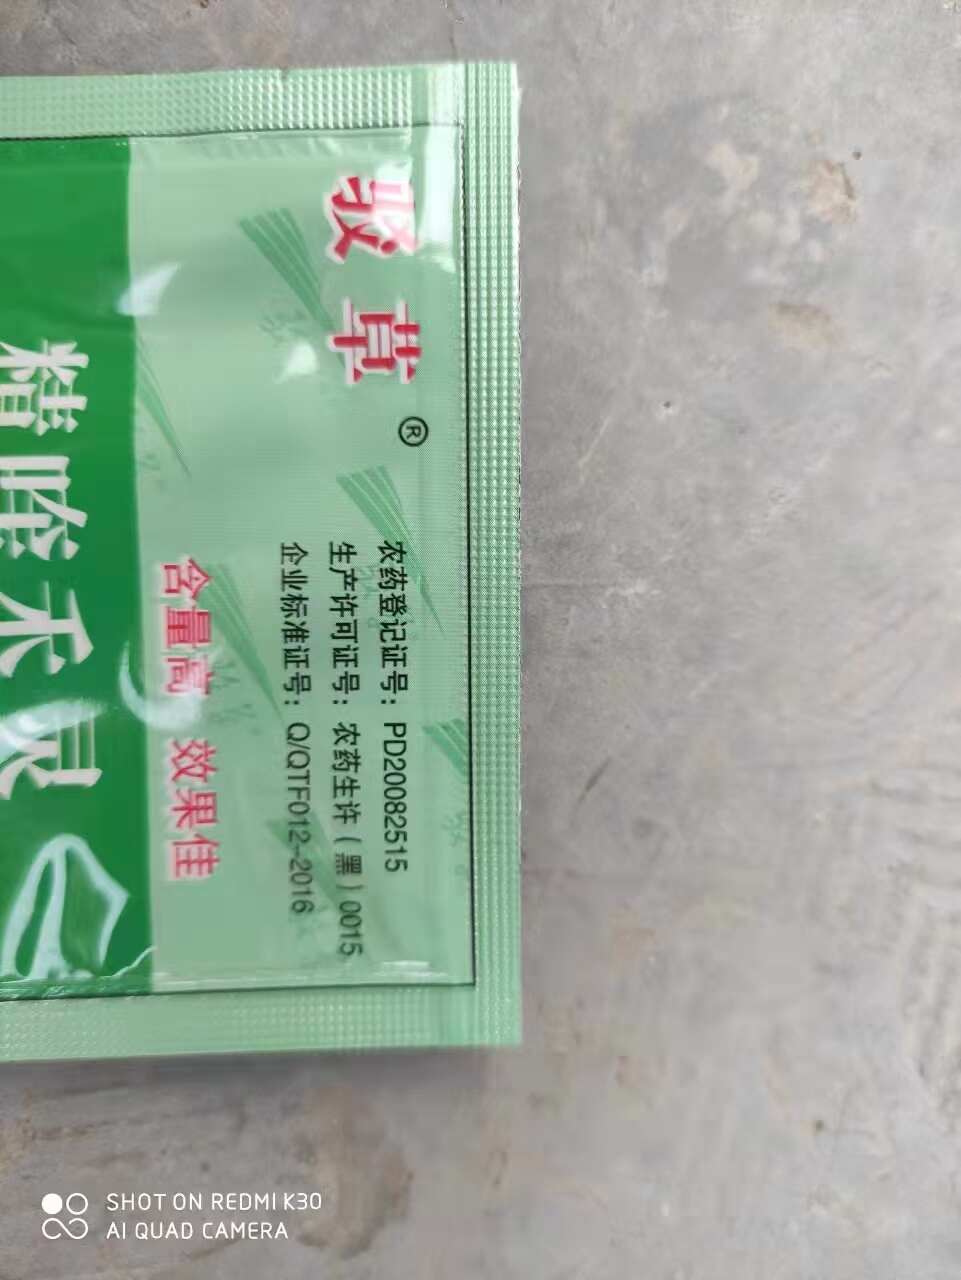 驳草®
农药登记证号：PD20082515
生产许可证号：农药生许（黑）0015
企业标准证号：Q/QTF012-2016
含量高 效果佳
精喹禾灵
SHOT ON REDMI K30
AI QUAD CAMERA